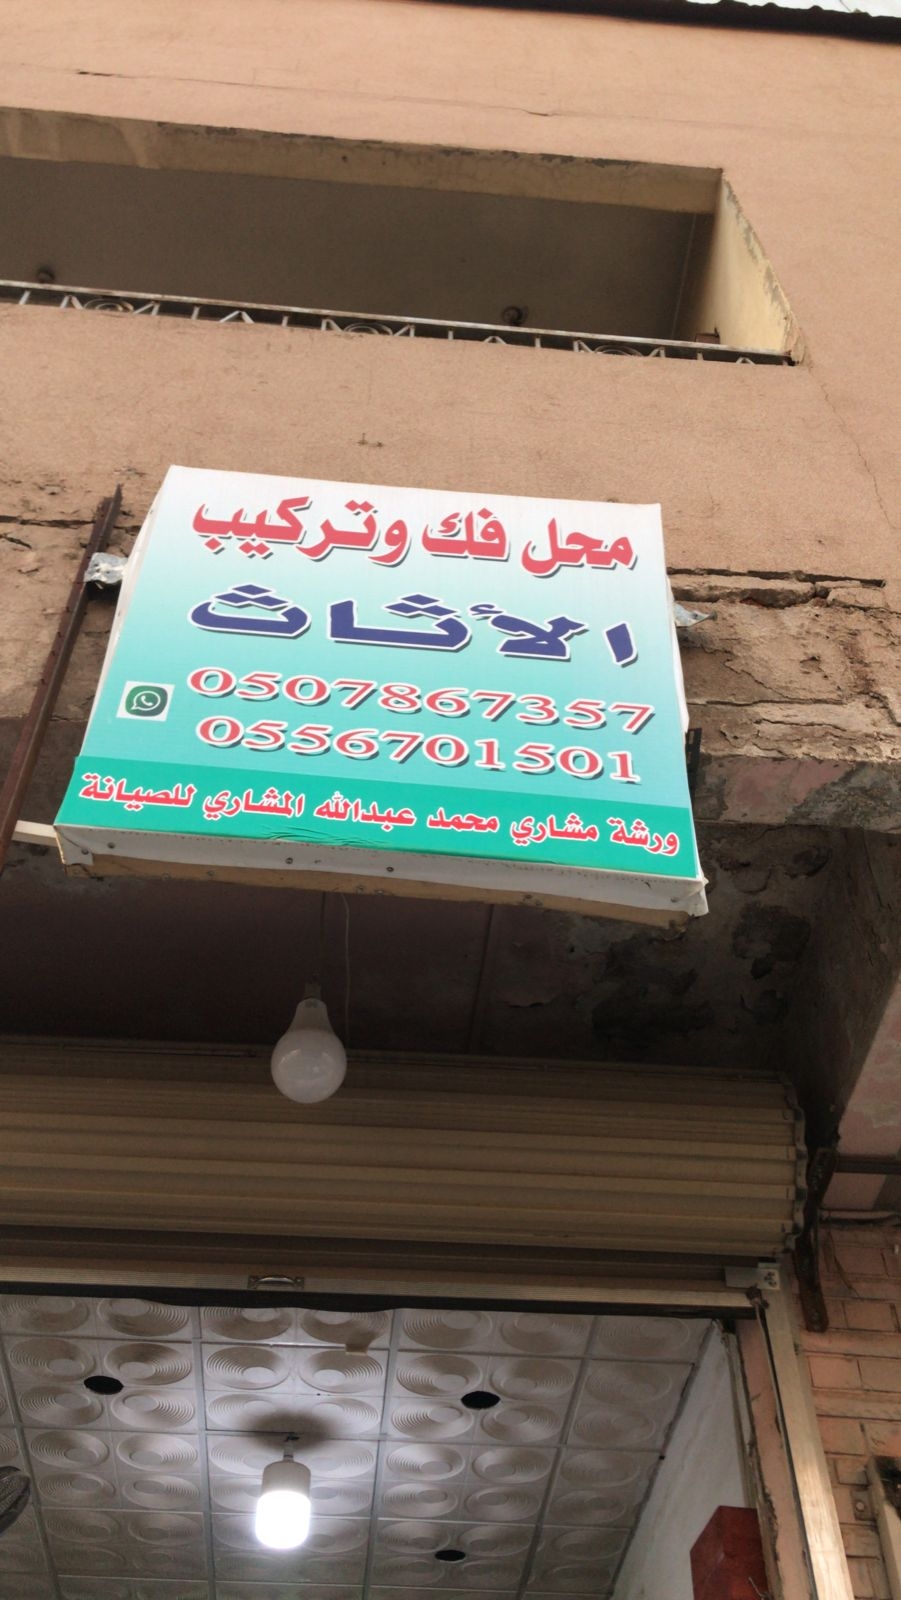 محل فك وتركيب
الأثاث
0507867357
0556701501
ورشة مشاري محمد عبدالله المشاري للصيانة